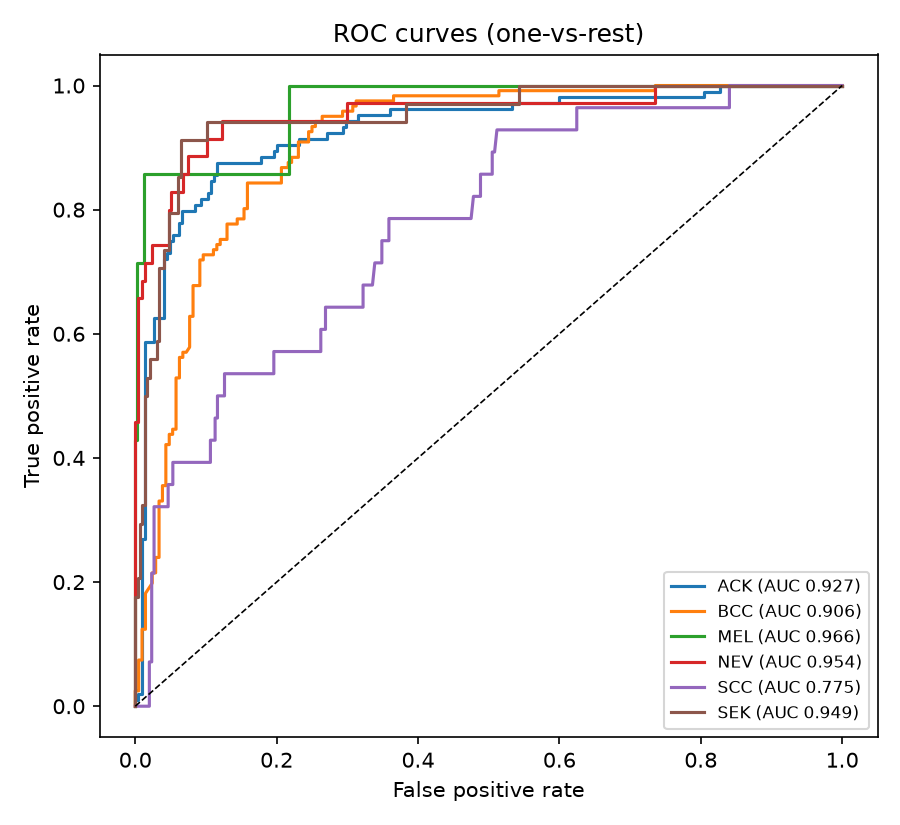 ROC curves (one-vs-rest)
True positive rate
1.0
0.8
0.6
0.4
0.2
0.0
0.0 0.2 0.4 0.6 0.8 1.0
False positive rate
ACK (AUC 0.927)
BCC (AUC 0.906)
MEL (AUC 0.966)
NEV (AUC 0.954)
SCC (AUC 0.775)
SEK (AUC 0.949)